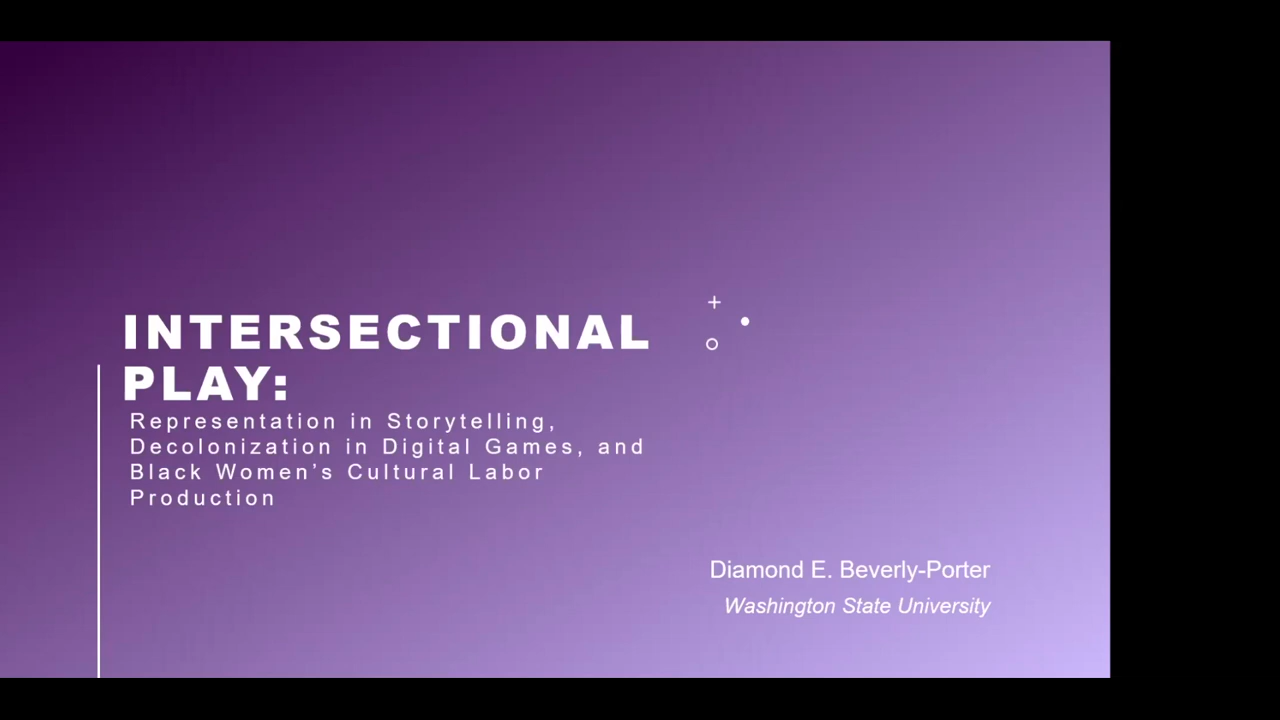 INTERSECTIONAL
PLAY:
Representation in Storytelling,
Decolonization in Digital Games, and
Black Women’s Cultural Labor
Production
Diamond E. Beverly-Porter
Washington State University